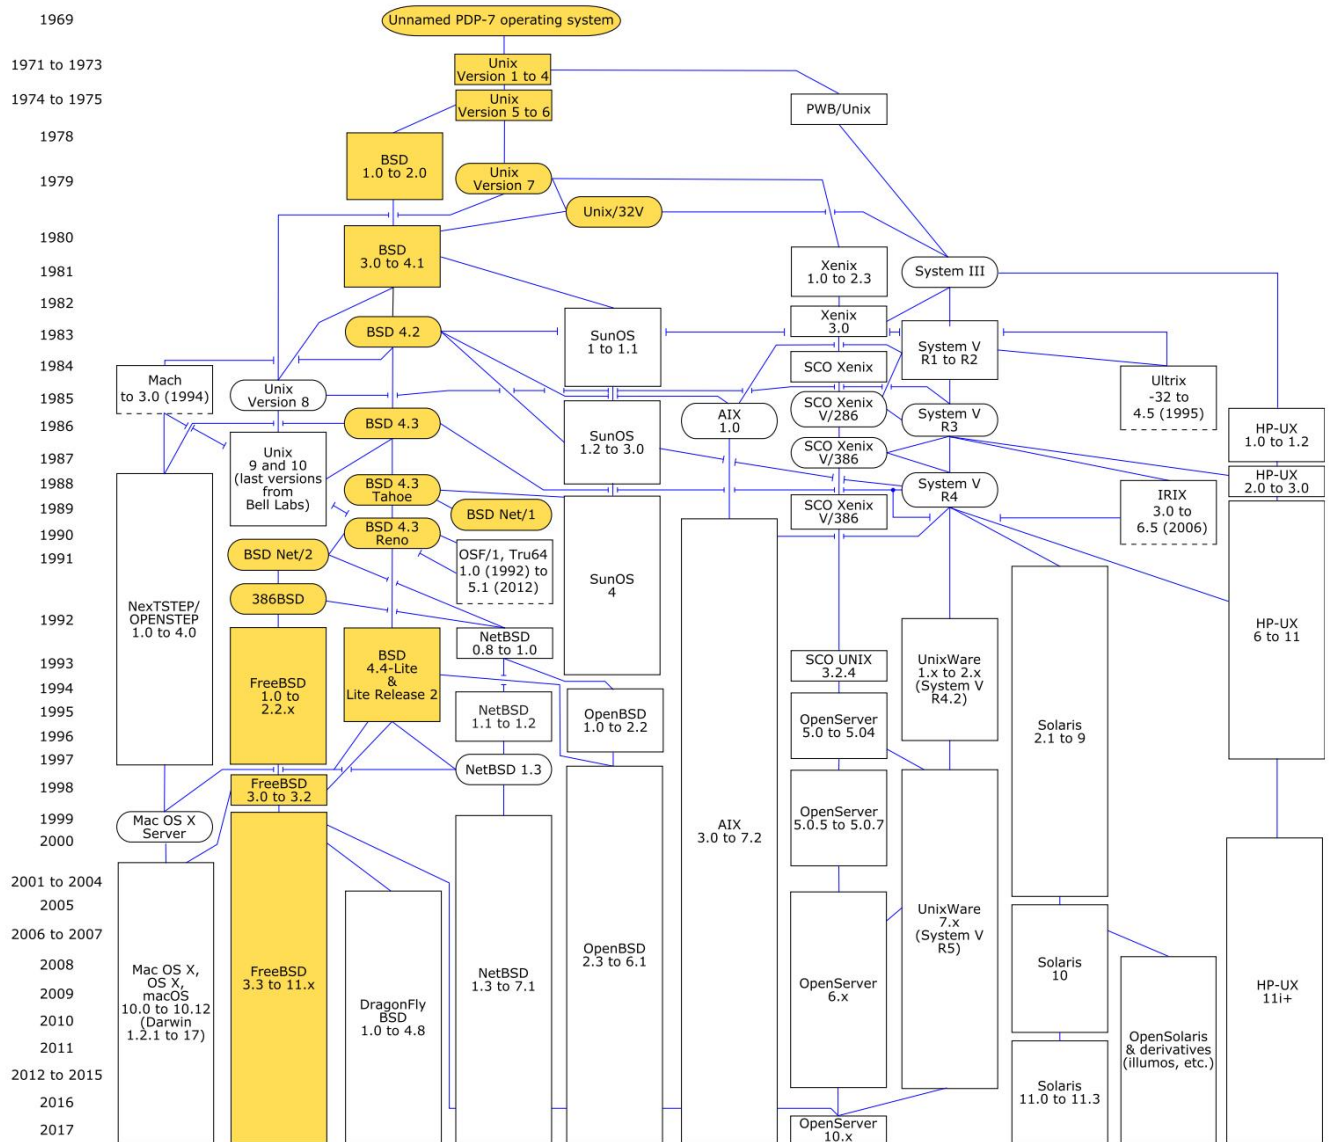 1969
Unnamed PDP-7 operating system
1971 to 1973
Unix
Version 1 to 4
1974 to 1975
Unix
Version 5 to 6
PWB/Unix
1978
BSD
1.0 to 2.0
1979
Unix
Version 7
Unix/32V
1980
BSD
3.0 to 4.1
1981
Xenix
1.0 to 2.3
System III
1982
1983
BSD 4.2
SunOS
1 to 1.1
Xenix
3.0
System V
R1 to R2
1984
Mach
to 3.0 (1994)
Unix
Version 8
SCO Xenix
Ultrix
-32 to
4.5 (1995)
1985
AIX
1.0
SCO Xenix
V/286
System V
R3
1986
BSD 4.3
SunOS
1.2 to 3.0
HP-UX
1.0 to 1.2
Unix
9 and 10
(last versions
from
Bell Labs)
1987
SCO Xenix
V/386
1988
BSD 4.3
Tahoe
System V
R4
HP-UX
2.0 to 3.0
1989
BSD Net/1
SCO Xenix
V/386
IRIX
3.0 to
6.5 (2006)
1990
BSD 4.3
Reno
1991
BSD Net/2
OSF/1, Tru64
1.0 (1992) to
5.1 (2012)
SunOS
4
386BSD
NexTSTEP/
OPENSTEP
1.0 to 4.0
1992
NetBSD
0.8 to 1.0
HP-UX
6 to 11
1993
BSD
4.4-Lite
&
Lite Release 2
SCO UNIX
3.2.4
UnixWare
1.x to 2.x
(System V
R4.2)
1994
FreeBSD
1.0 to
2.2.x
1995
NetBSD
1.1 to 1.2
OpenBSD
1.0 to 2.2
OpenServer
5.0 to 5.04
Solaris
2.1 to 9
1996
1997
NetBSD 1.3
1998
FreeBSD
3.0 to 3.2
1999
Mac OS X
Server
OpenServer
5.0.5 to 5.0.7
2000
AIX
3.0 to 7.2
2001 to 2004
2005
UnixWare
7.x
(System V
R5)
2006 to 2007
OpenBSD
2.3 to 6.1
2008
Mac OS X,
OS X,
macOS
10.0 to 10.12
(Darwin
1.2.1 to 17)
FreeBSD
3.3 to 11.x
NetBSD
1.3 to 7.1
Solaris
10
2009
OpenServer
6.x
HP-UX
11i+
2010
DragonFly
BSD
1.0 to 4.8
2011
OpenSolaris
& derivatives
(illumos, etc.)
2012 to 2015
Solaris
11.0 to 11.3
2016
2017
OpenServer
10.x